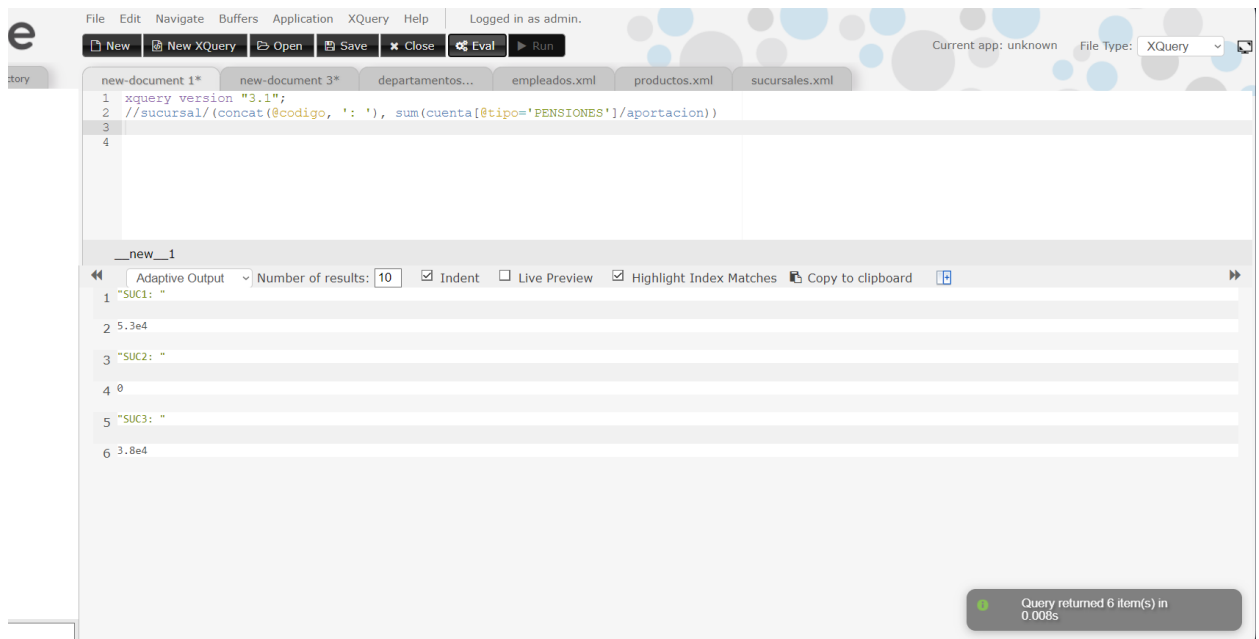 File Edit Navigate Buffers Application XQuery Help Logged in as admin.
e
New New XQuery Open Save Close Eval Run Current app: unknown File Type: XQuery
ctory new-document 1* new-document 3* departamentos... empleados.xml productos.xml sucursales.xml
1 xquery version "3.1";
2 //sucursal/(concat(@codigo, ': '), sum(cuenta[@tipo='PENSIONES']/aportacion))
3
4
__new__1
Adaptive Output Number of results: 10 Indent Live Preview Highlight Index Matches Copy to clipboard
1 "SUC1: "
2 5.3e4
3 "SUC2: "
4 0
5 "SUC3: "
6 3.8e4
Query returned 6 item(s) in
0.008s